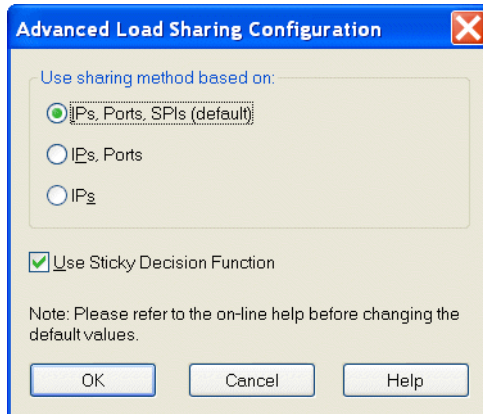 Advanced Load Sharing Configuration
Use sharing method based on:
IPs, Ports, SPIs (default)
IPs, Ports
IPs
Use Sticky Decision Function
Note: Please refer to the on-line help before changing the
default values.
OK
Cancel
Help